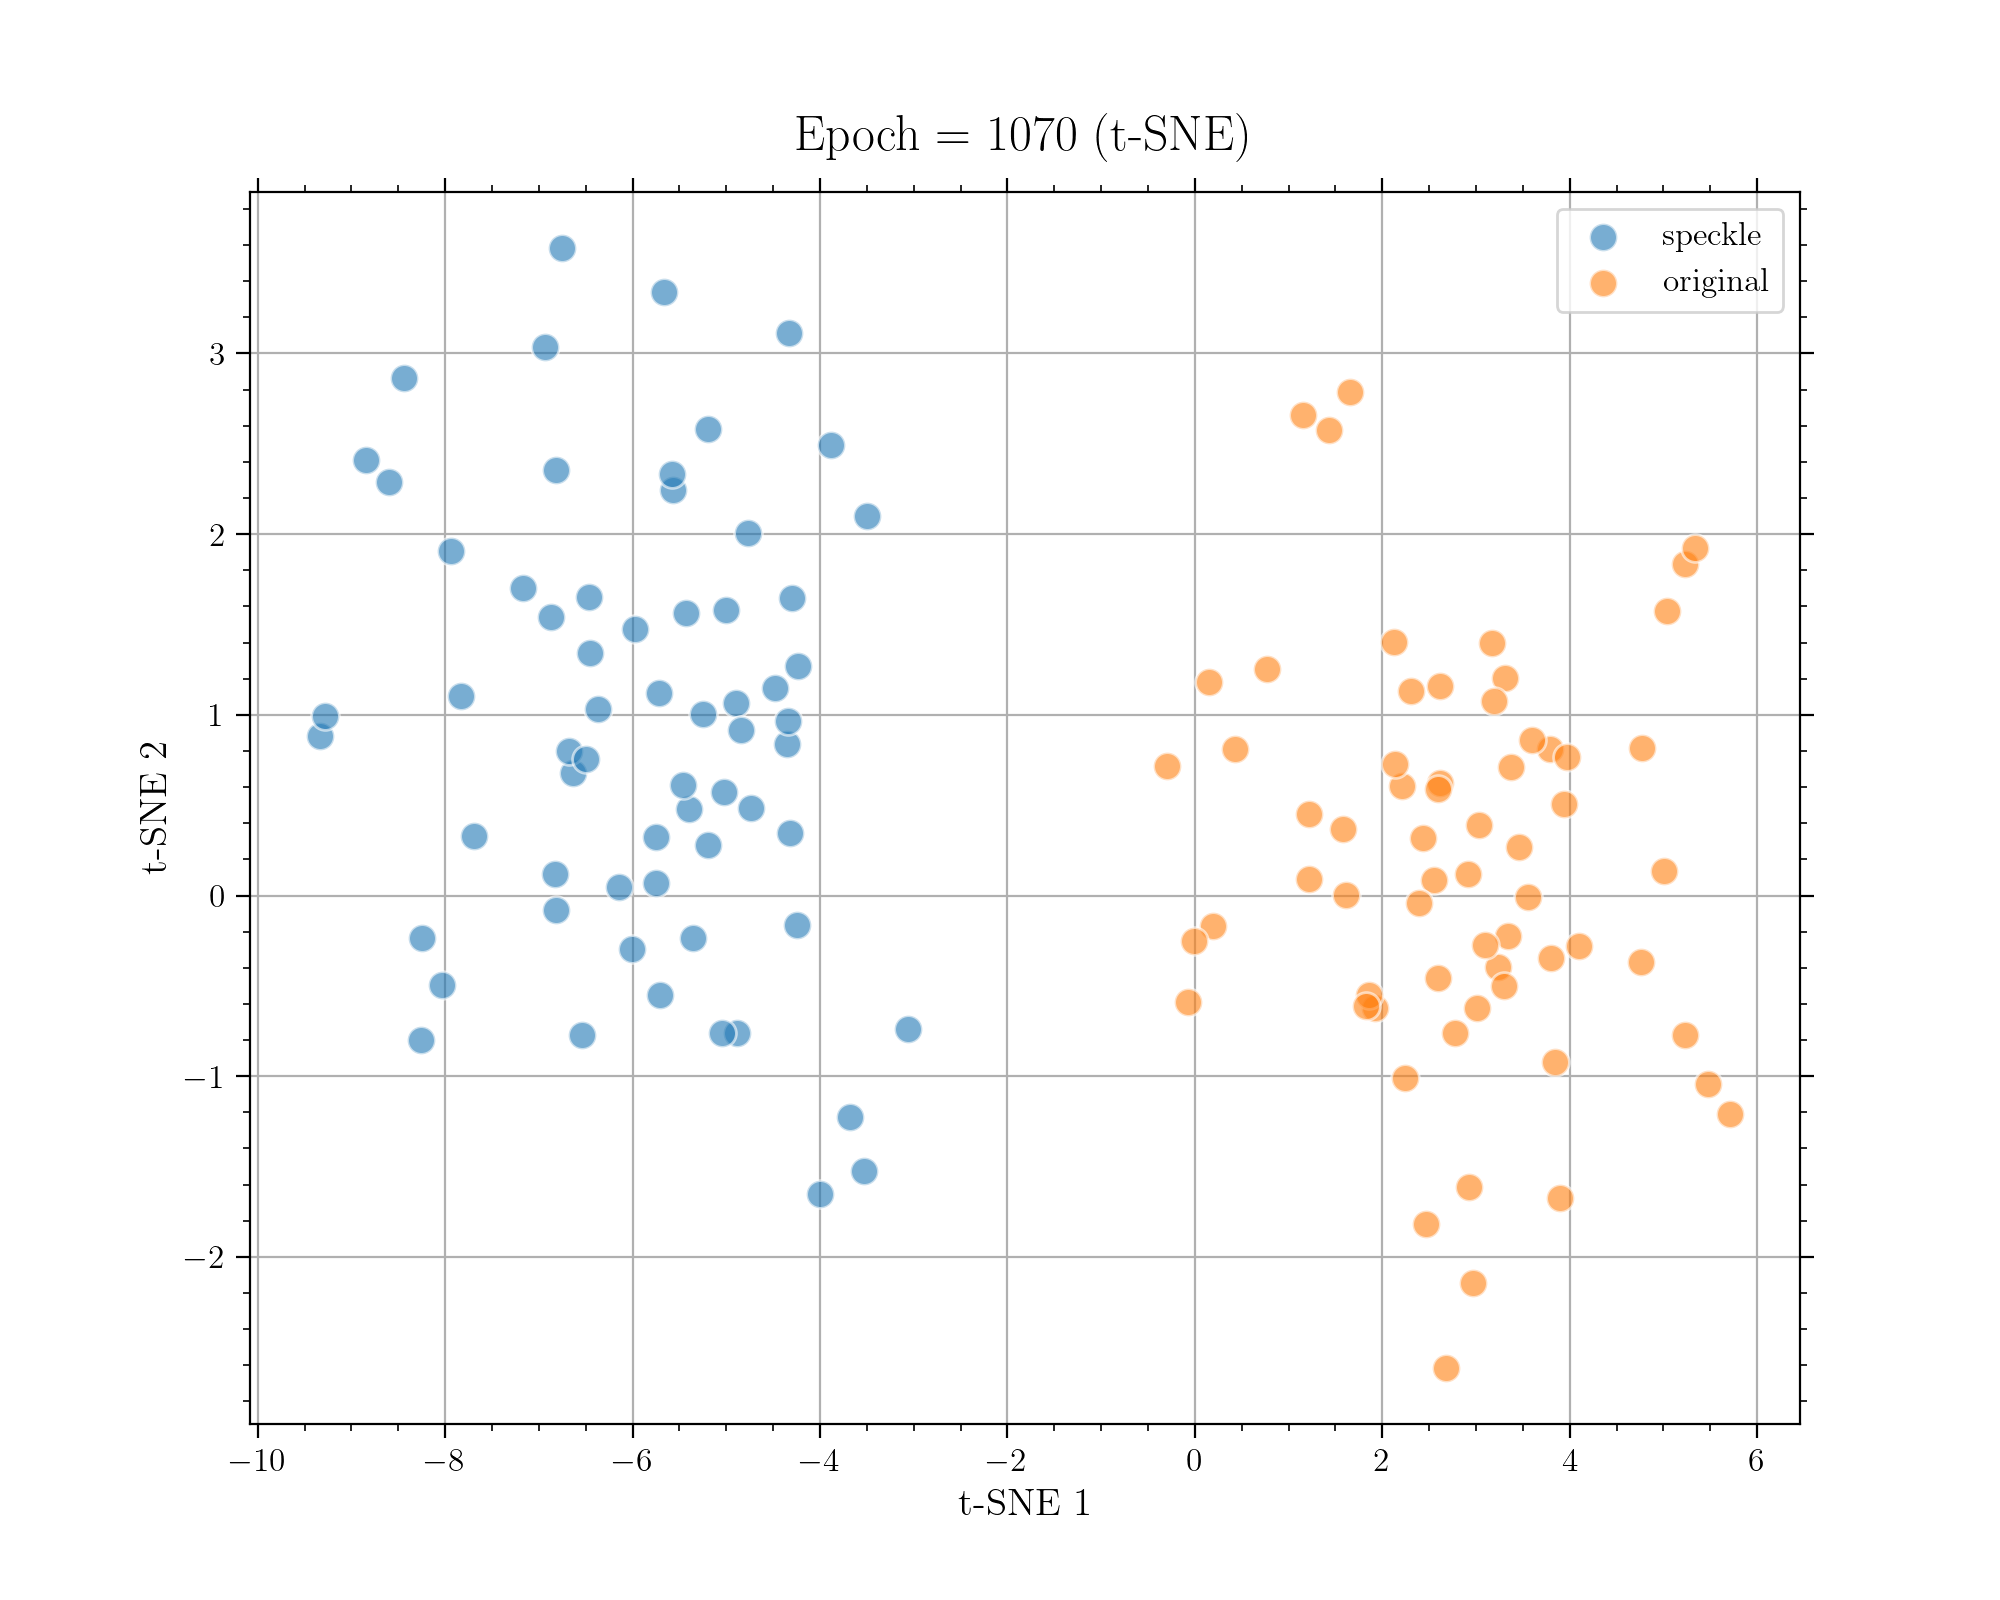 Epoch = 1070 (t-SNE)
speckle
original
3
2
1
0
−1
−2
t-SNE 2
−10 −8 −6 −4 −2 0 2 4 6
t-SNE 1